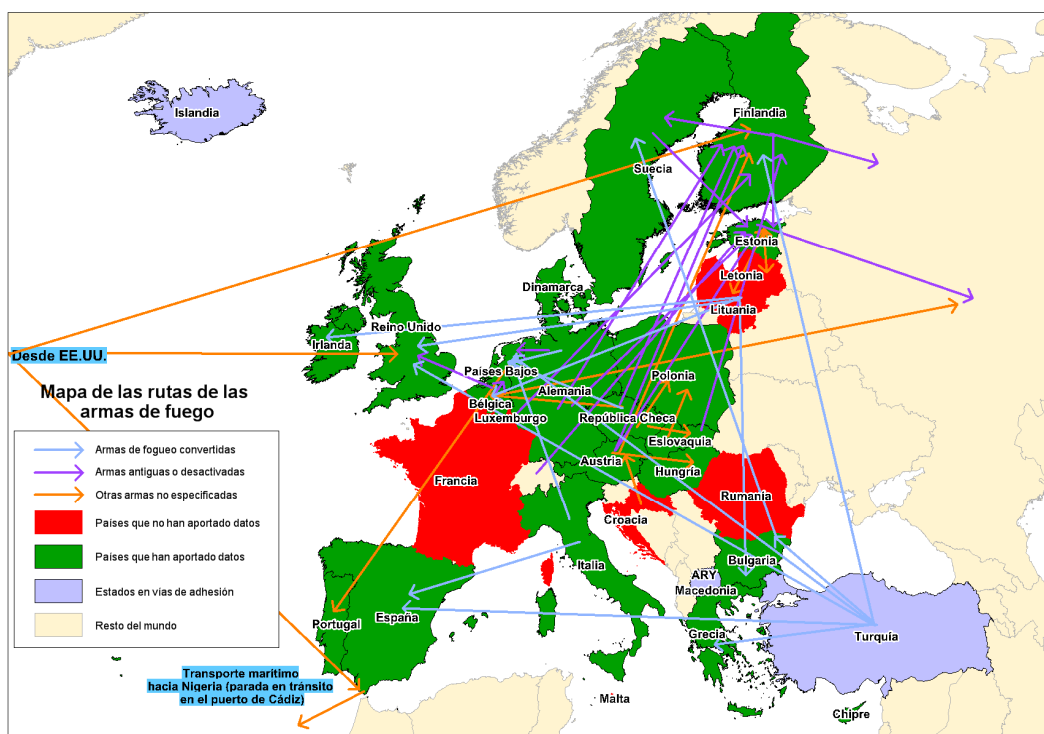 Islandia
Finlandia
Suecia
Estonia
Letonia
Dinamarca
Lituania
Reino Unido
Irlanda
Desde EE.UU.
Países Bajos
Polonia
Mapa de las rutas de las
armas de fuego
Alemania
Bélgica
Luxemburgo
República Checa
Eslovaquia
Armas de fogueo convertidas
Austria
Hungría
Armas antiguas o desactivadas
Francia
Otras armas no especificadas
Rumania
Croacia
Países que no han aportado datos
Países que han aportado datos
Italia
Bulgaria
ARY
Macedonia
Estados en vías de adhesión
España
Portugal
Resto del mundo
Grecia
Turquía
Transporte marítimo
hacia Nigeria (parada en tránsito
en el puerto de Cádiz)
Malta
Chipre